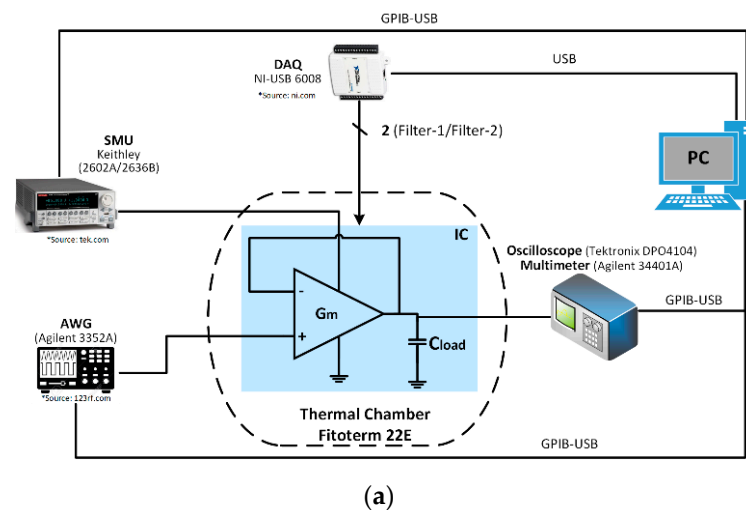 GPIB-USB
DAQ
NI-USB 6008
*Source: ni.com
USB
2 (Filter-1/Filter-2)
SMU
Keithley
(2602A/2636B)
*Source: tek.com
PC
IC
Oscilloscope (Tektronix DPO4104)
Multimeter (Agilent 34401A)
GPIB-USB
-
Gm
+
Cload
AWG
(Agilent 3352A)
*Source: 123rf.com
Thermal Chamber
Fitoterm 22E
GPIB-USB
(a)